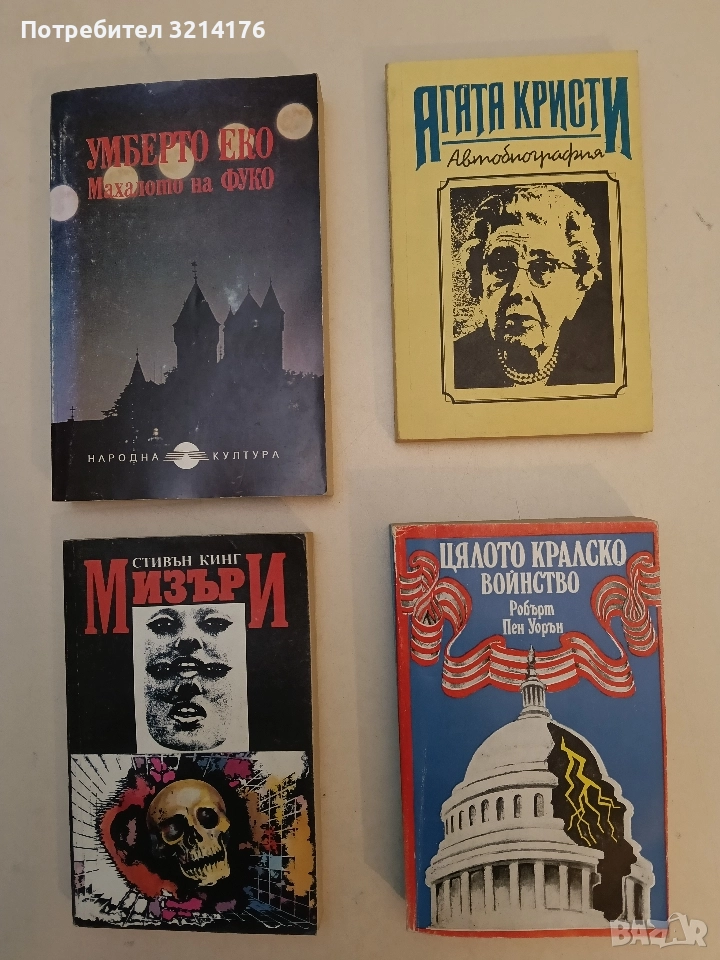 Потребител 3214176
УМБЕРТО ЕКО
Махалото на ФУКО
НАРОДНА КУЛТУРА
АГАТА КРИСТИ
Автобиография
СТИВЪН КИНГ
МИЗЪРИ
ЦЯЛОТО КРАЛСКО
ВОЙНСТВО
Робърт
Пен Уорън
BAZAR